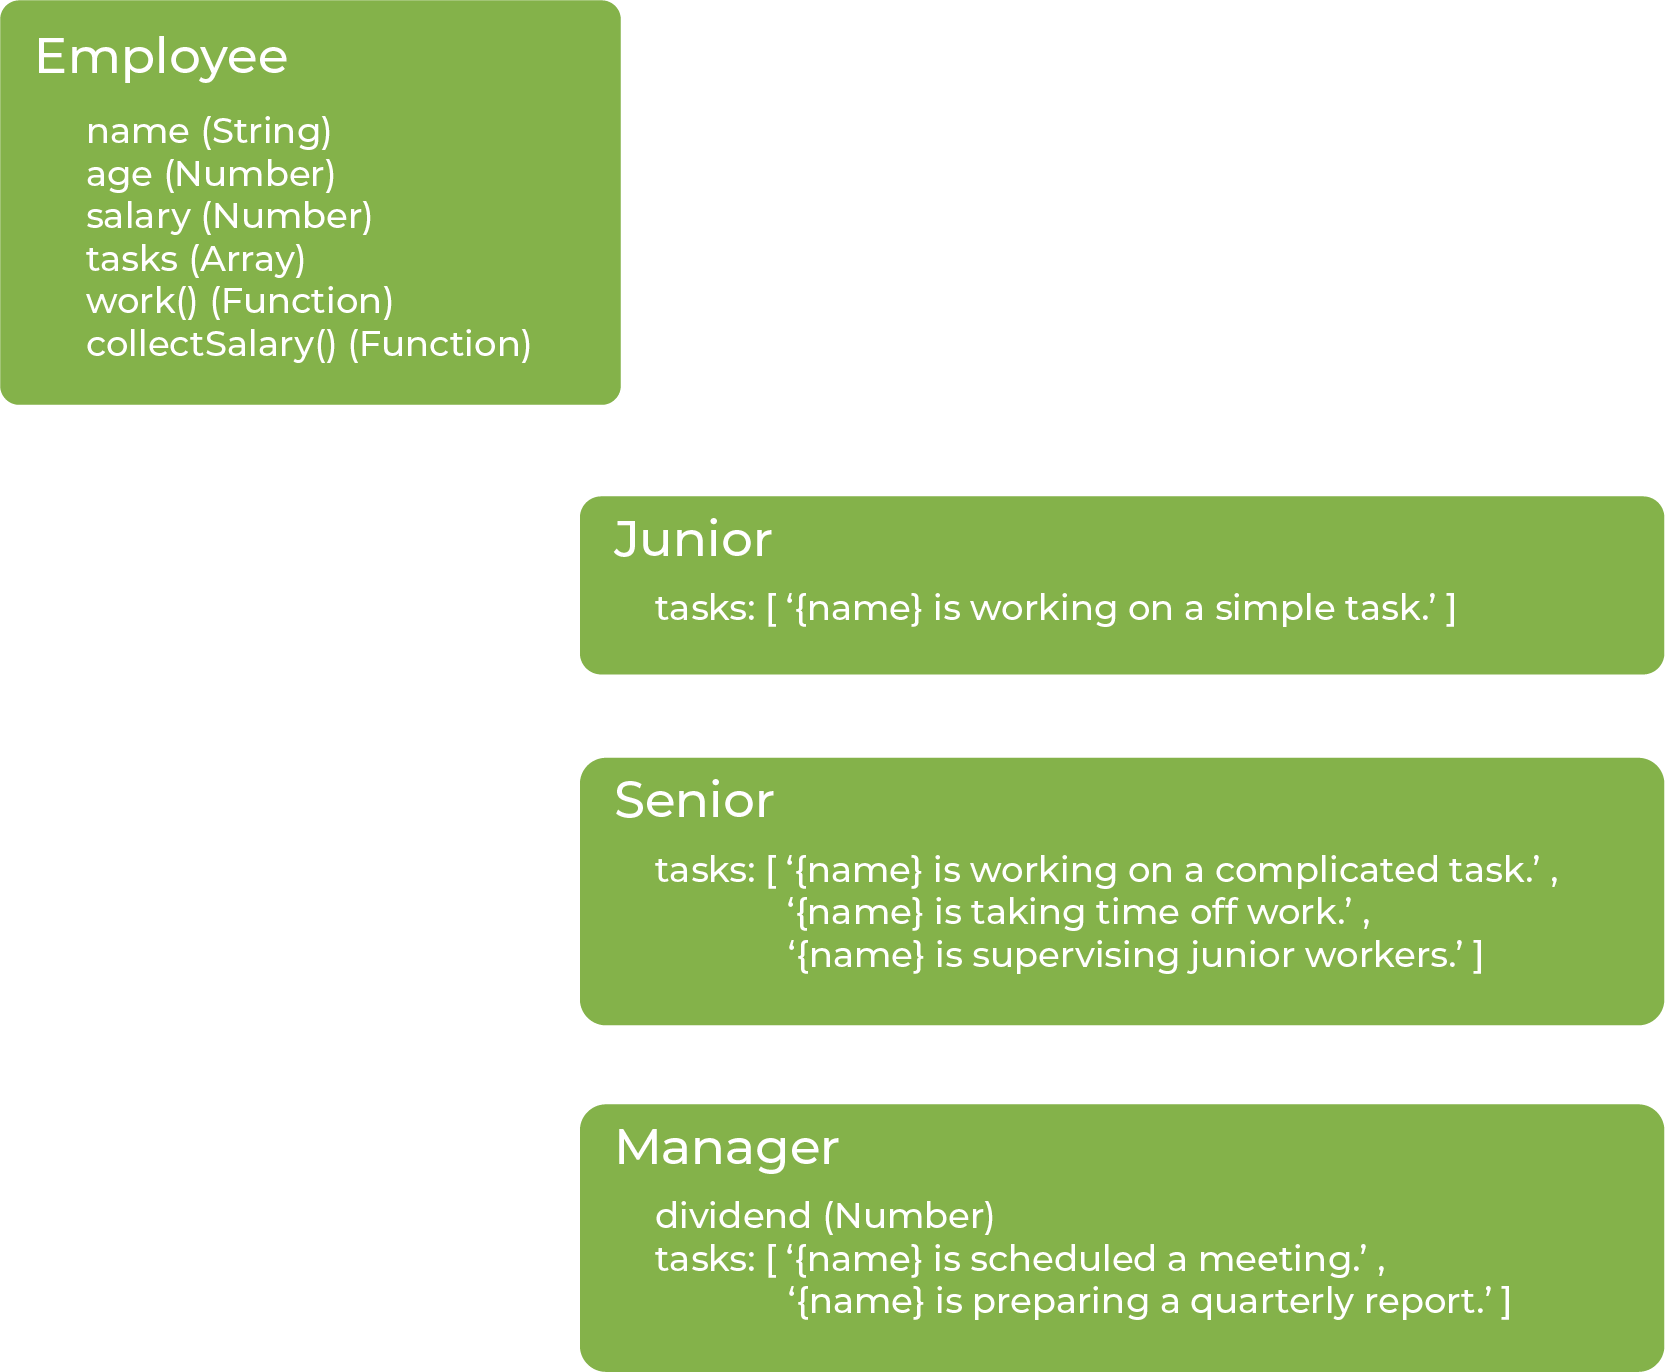 Employee
name (String)
age (Number)
salary (Number)
tasks (Array)
work() (Function)
collectSalary() (Function)
Junior
tasks: [ ‘{name} is working on a simple task.’ ]
Senior
tasks: [ ‘{name} is working on a complicated task.’ ,
‘{name} is taking time off work.’ ,
‘{name} is supervising junior workers.’ ]
Manager
dividend (Number)
tasks: [ ‘{name} is scheduled a meeting.’ ,
‘{name} is preparing a quarterly report.’ ]